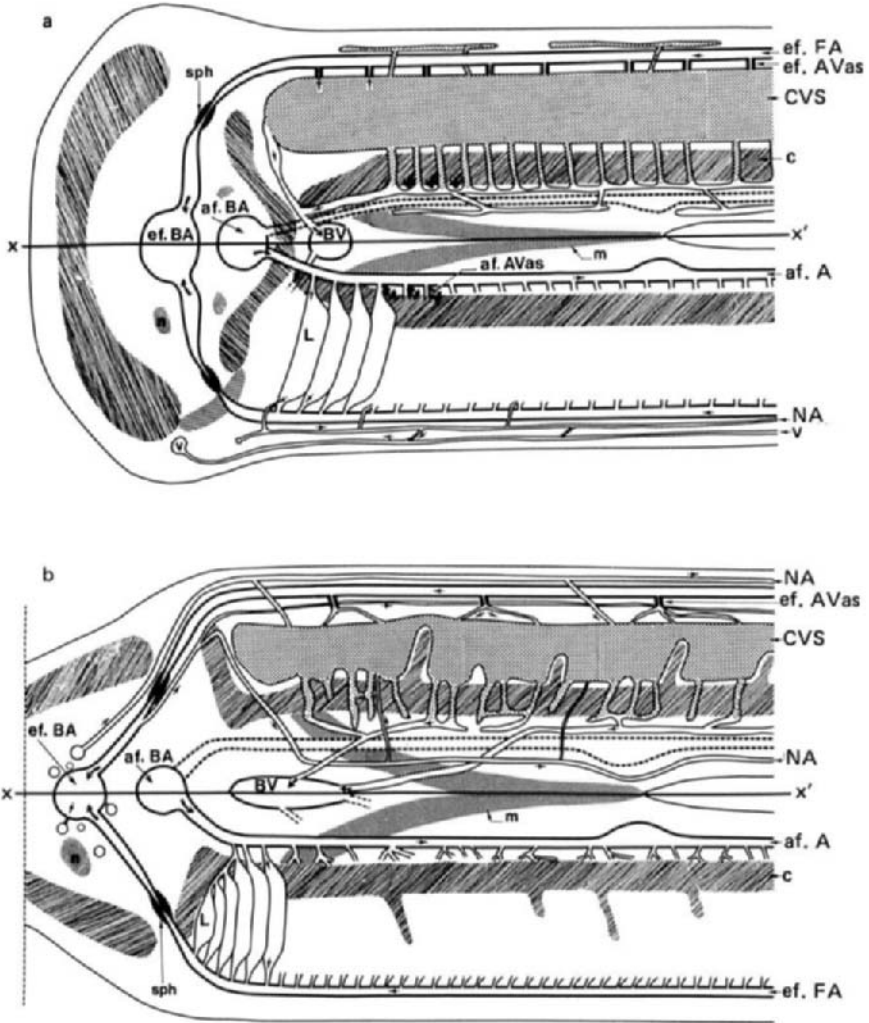 a
ef. FA
ef. AVas
sph
CVS
c
af. BA
ef. BA
BV
x
x'
m
af. AVas
af. A
n
L
NA
v
V
b
NA
ef. AVas
CVS
ef. BA
af. BA
NA
BV
x
x'
m
n
af. A
c
L
sph
ef. FA